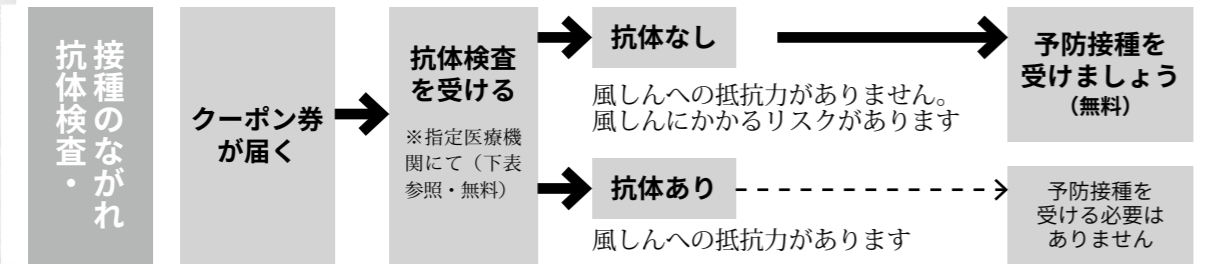 抗体検査・
接種のながれ
クーポン券
が届く
抗体検査
を受ける
※指定医療機
関にて（下表
参照・無料）
抗体なし
風しんへの抵抗力がありません。
風しんにかかるリスクがあります
予防接種を
受けましょう
（無料）
抗体あり
風しんへの抵抗力があります
予防接種を
受ける必要は
ありません